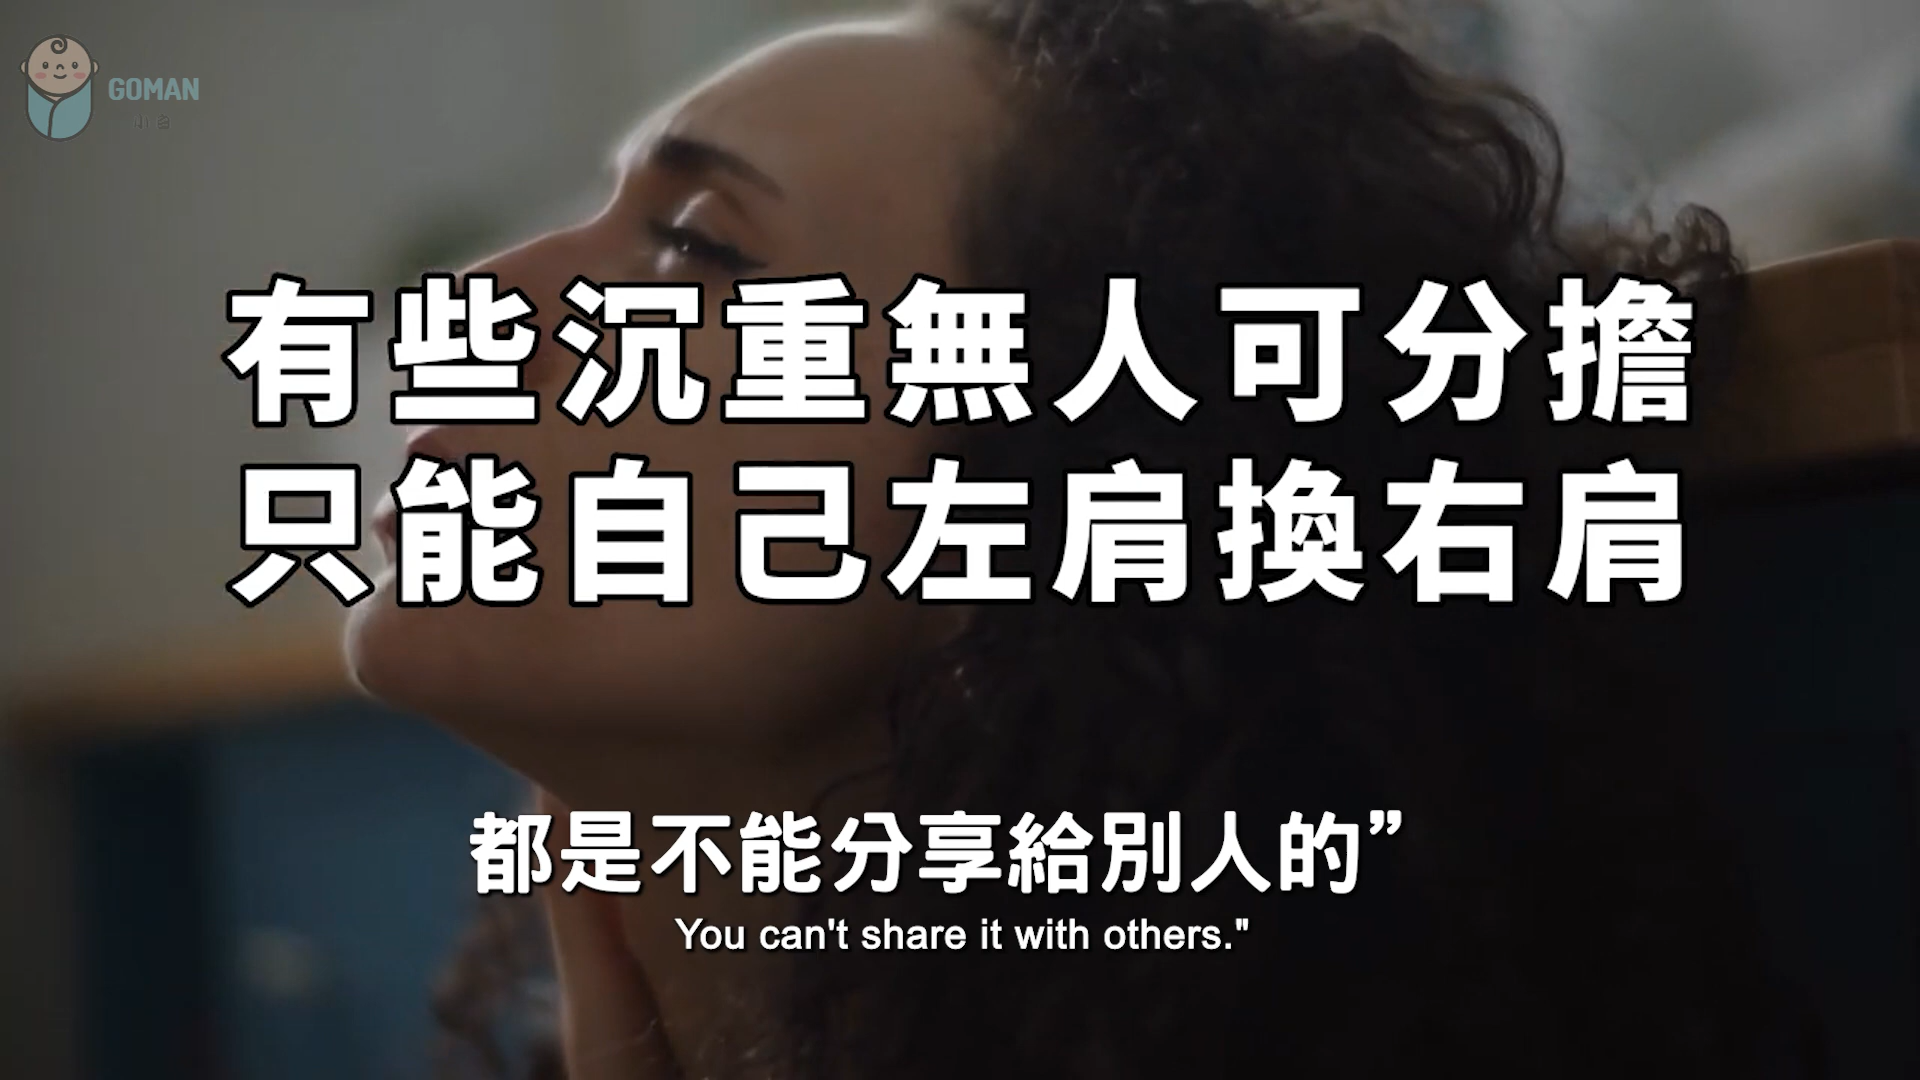 GOMAN
有些沉重無人可分擔
只能自己左肩換右肩
都是不能分享給別人的”
You can't share it with others."